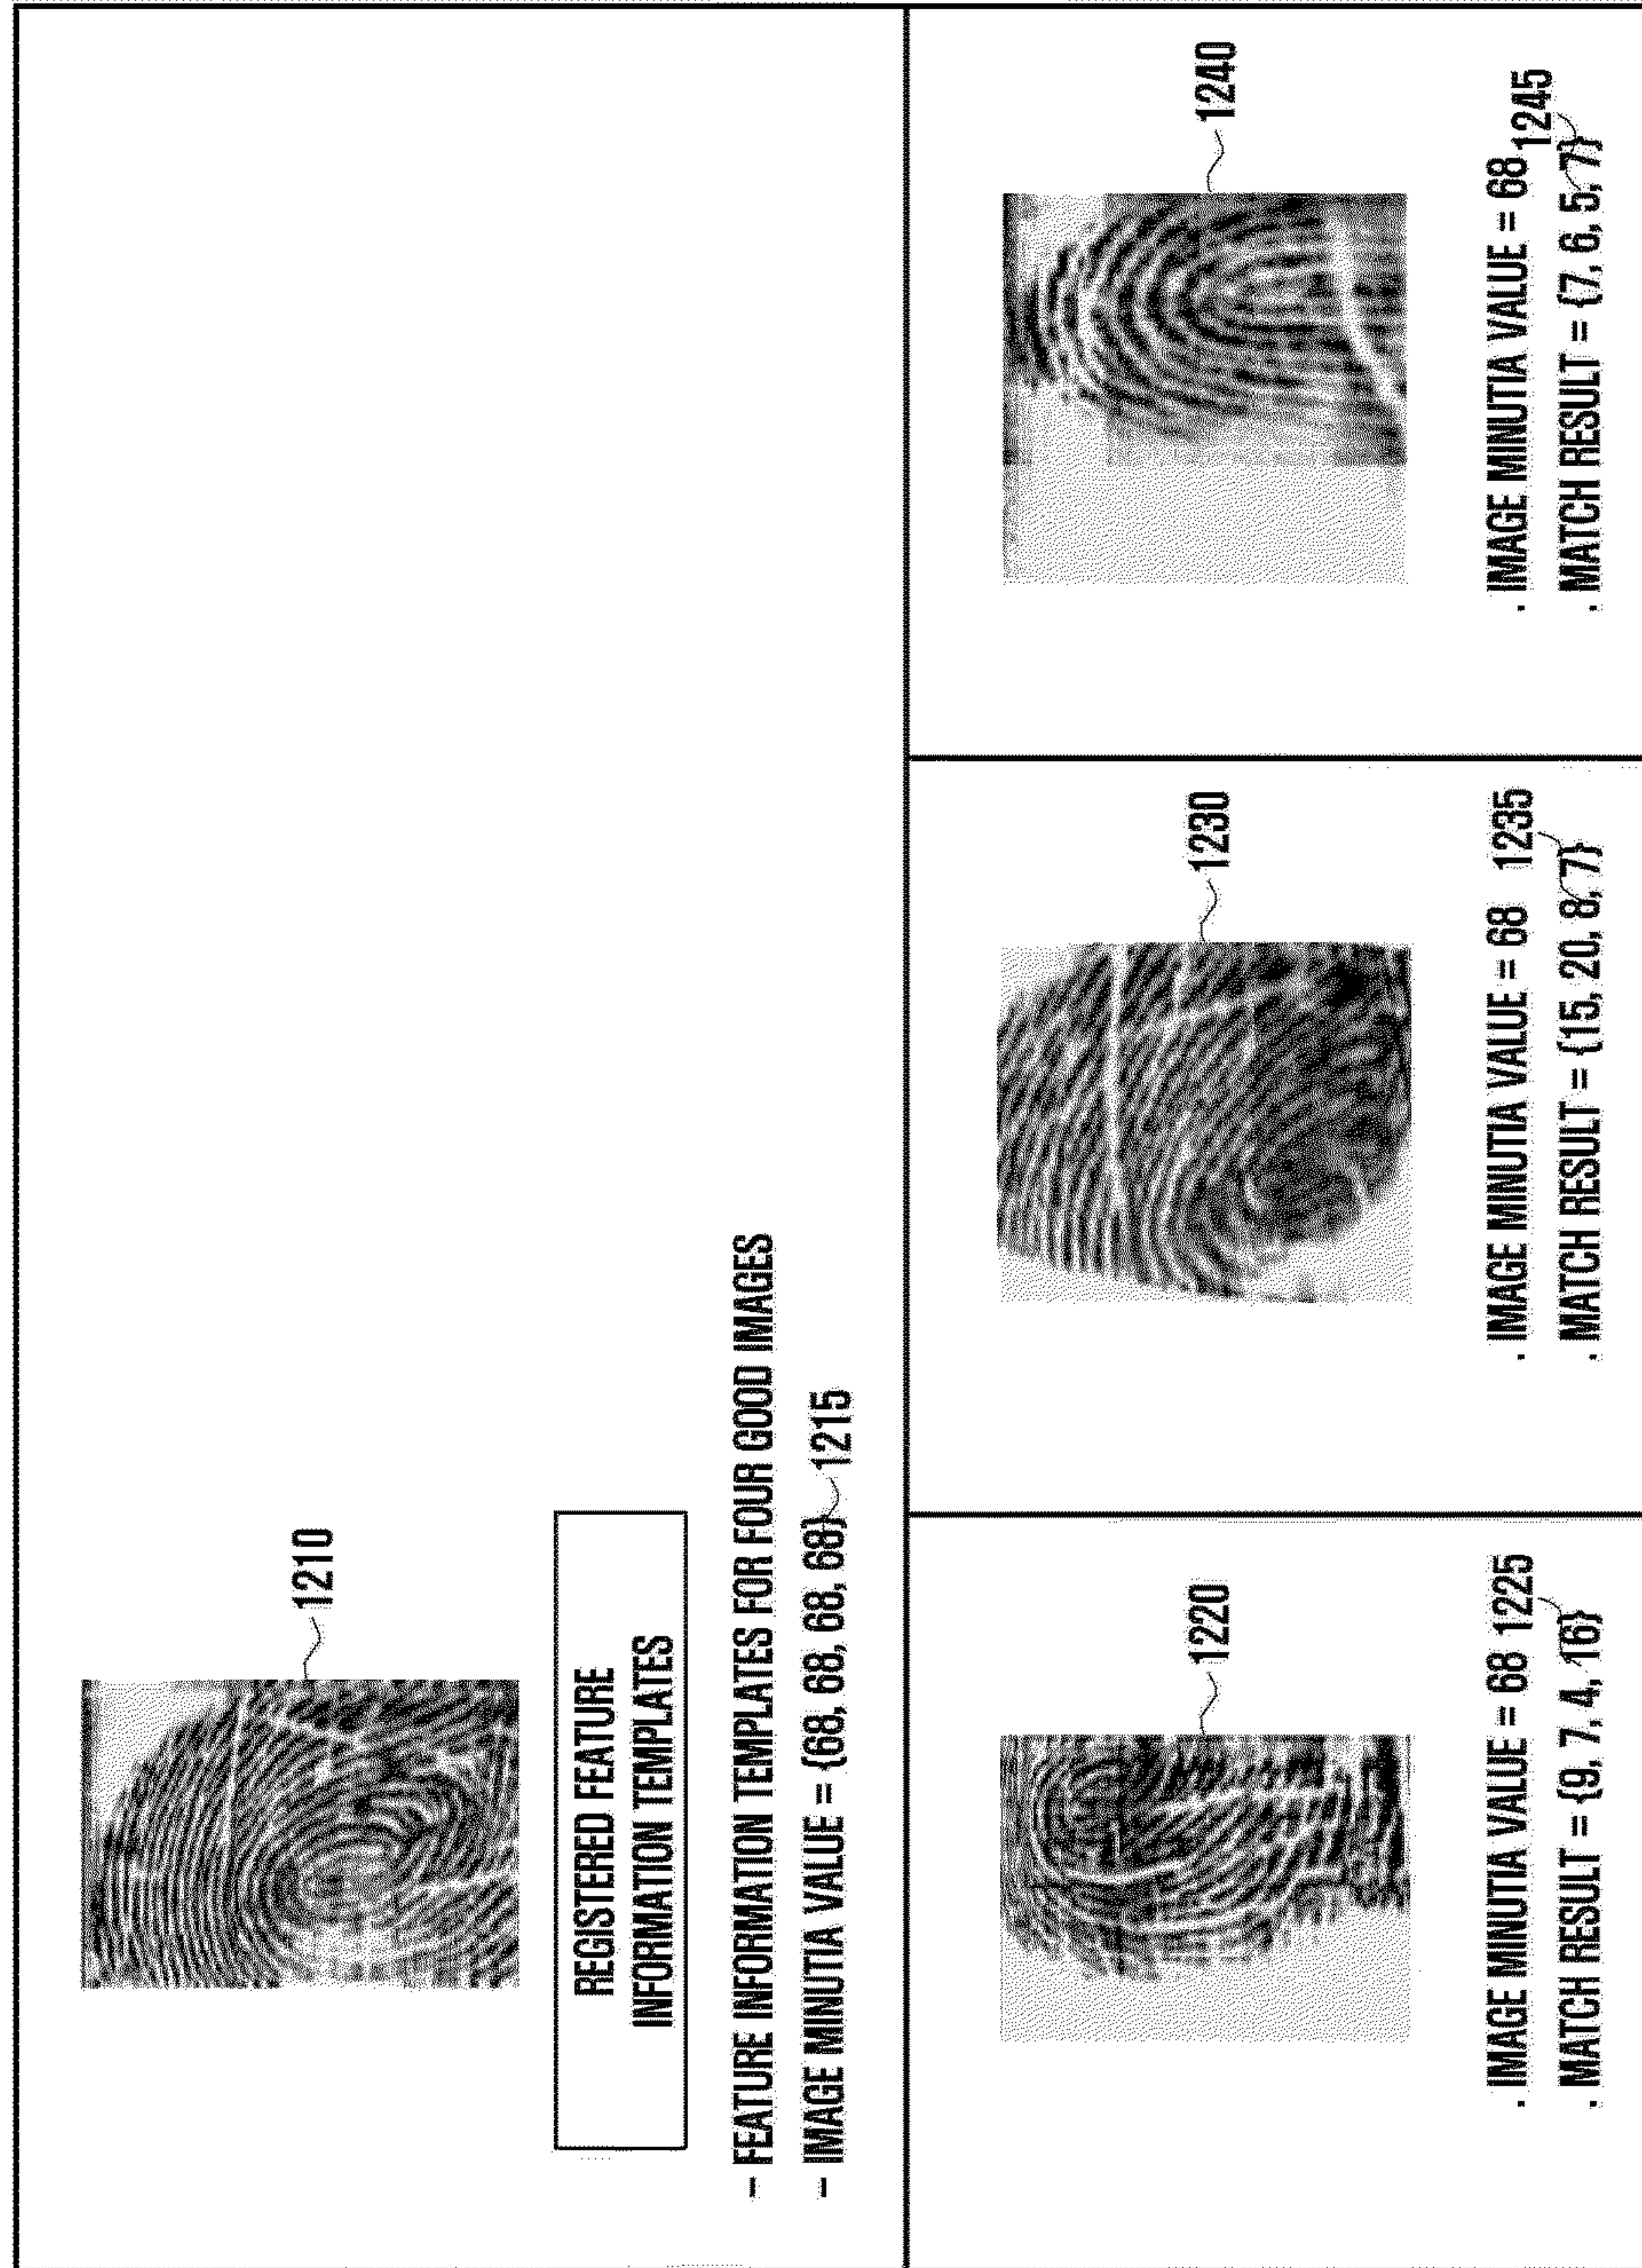 1210
REGISTERED FEATURE
INFORMATION TEMPLATES
– FEATURE INFORMATION TEMPLATES FOR FOUR GOOD IMAGES
– IMAGE MINUTIA VALUE = {68, 68, 68, 68} 1215
1220
. IMAGE MINUTIA VALUE = 68 1225
. MATCH RESULT = {9, 7, 4, 16}
1230
. IMAGE MINUTIA VALUE = 68 1235
. MATCH RESULT = {15, 20, 8, 7}
1240
. IMAGE MINUTIA VALUE = 68 1245
. MATCH RESULT = {7, 6, 5, 7}